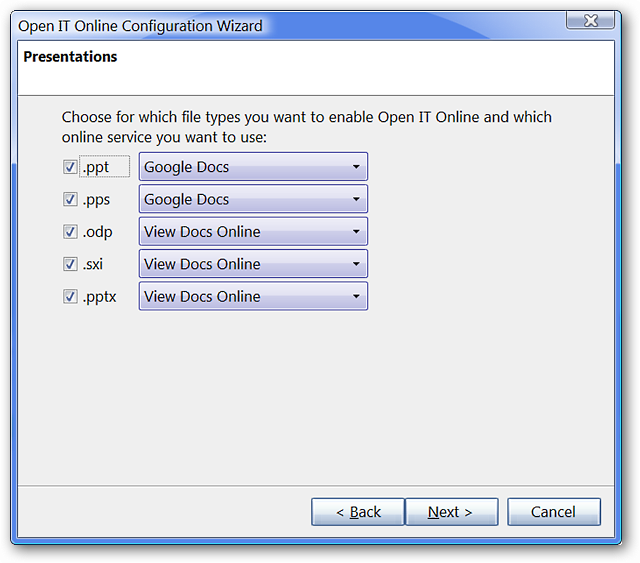 Open IT Online Configuration Wizard
Presentations
Choose for which file types you want to enable Open IT Online and which
online service you want to use:
.ppt Google Docs
.pps Google Docs
.odp View Docs Online
.sxi View Docs Online
.pptx View Docs Online
< Back Next > Cancel